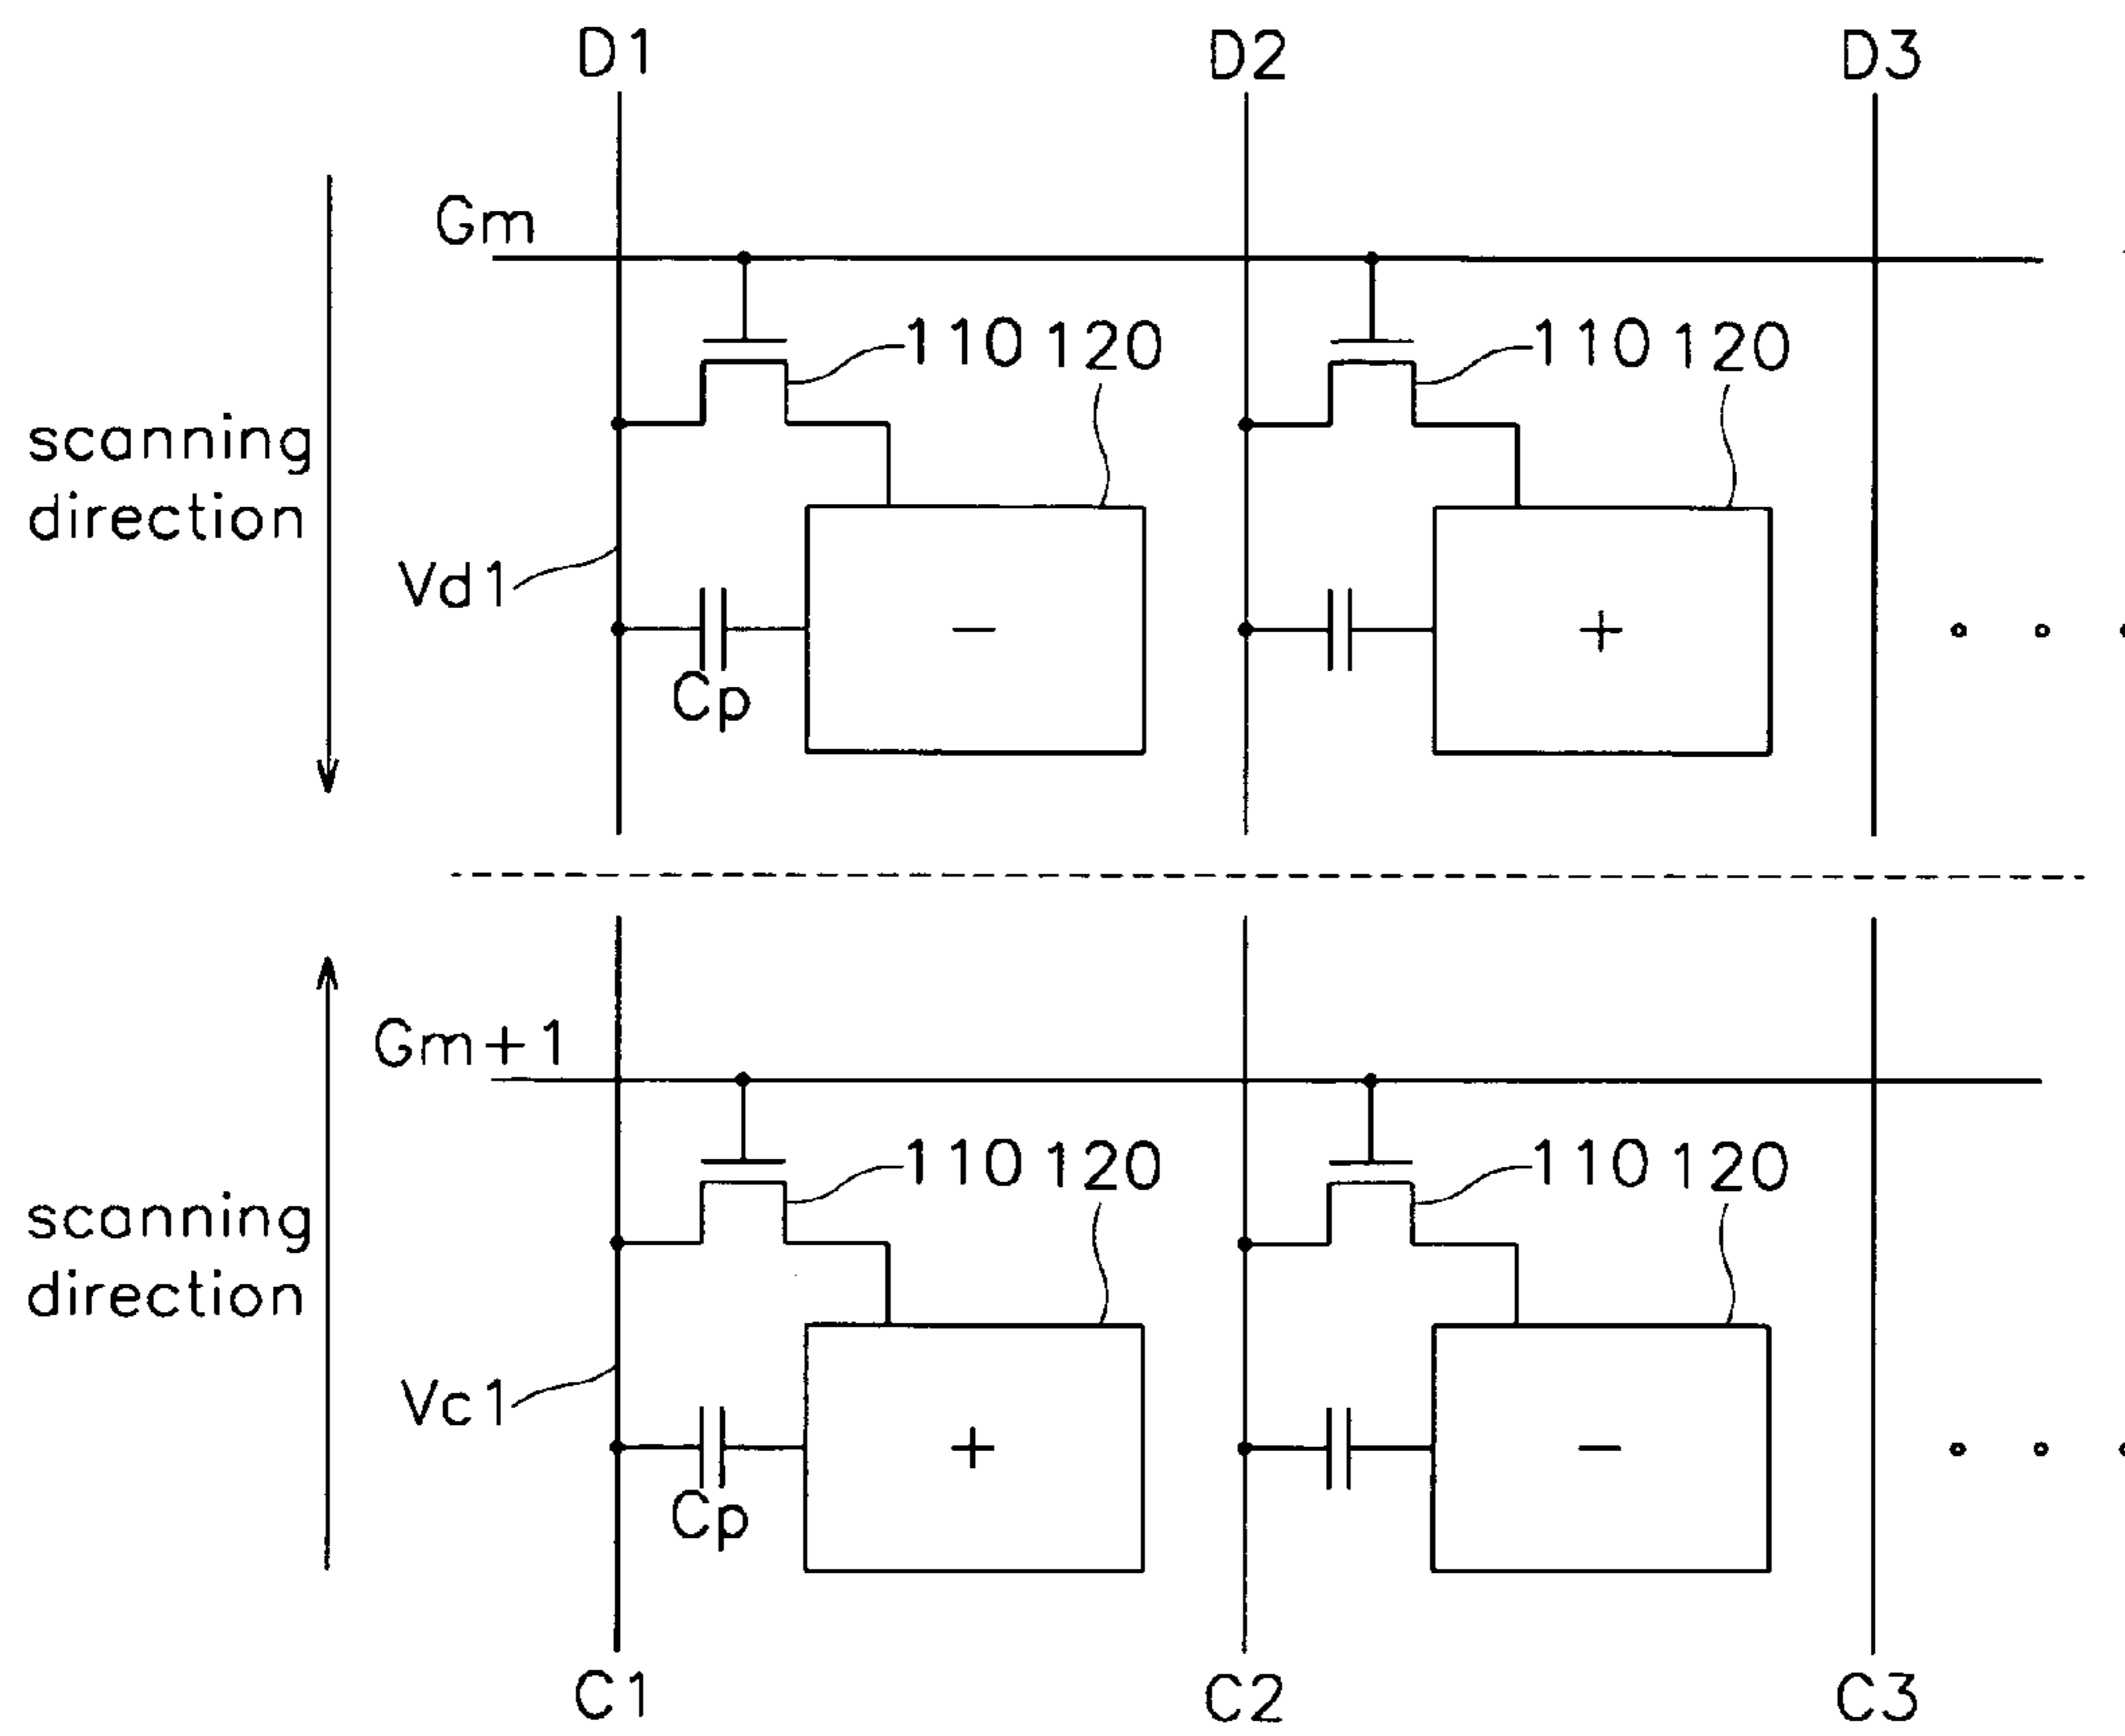 D1 D2 D3
Gm
110 120 110 120
scanning
direction
Vd1
− +
Cp
Gm+1
110 120 110 120
scanning
direction
Vc1
+ −
Cp
C1 C2 C3